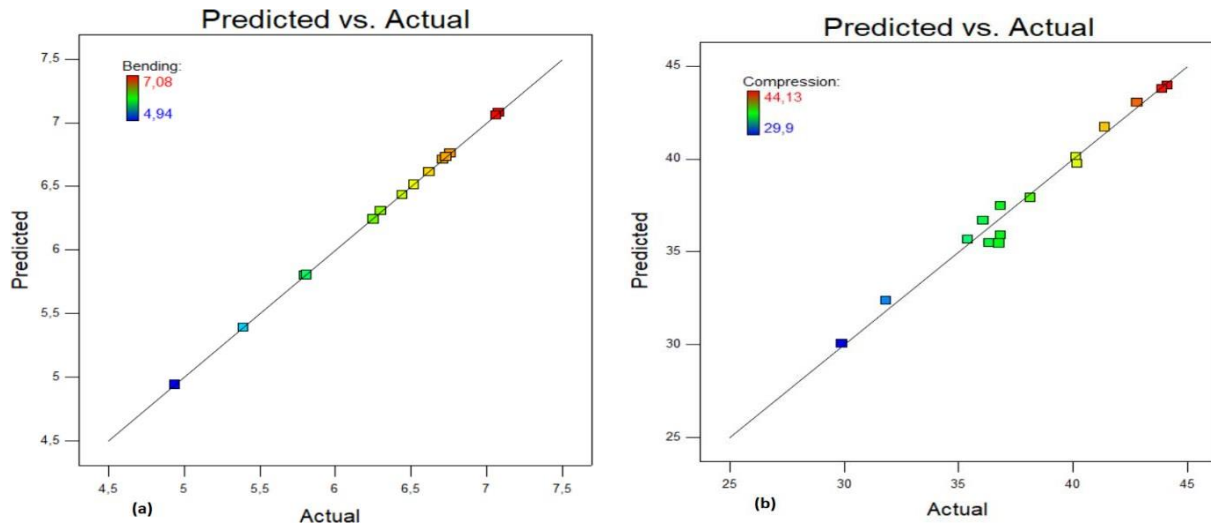 Predicted vs. Actual
7,5
7
6,5
6
5,5
5
4,5
Predicted
Bending:
7,08
4,94
4,5
5
5,5
6
6,5
7
7,5
(a)
Actual
Predicted vs. Actual
45
40
35
30
25
Predicted
Compression:
44,13
29,9
25
30
35
40
45
(b)
Actual